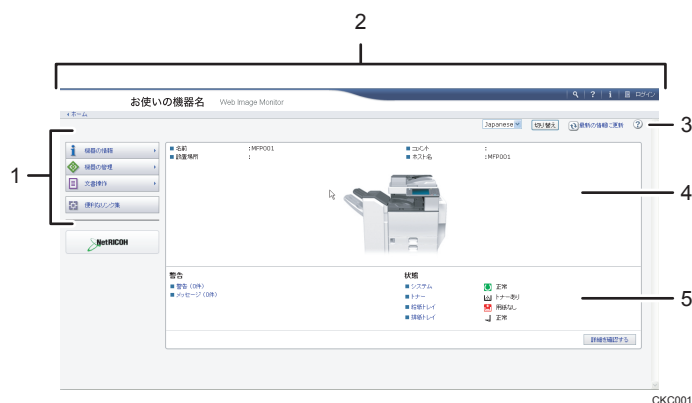 2
お使いの機器名 Web Image Monitor ? i ログイン
ホーム
Japanese 切り替え 最新の情報に更新 ? 3
1
機器の情報
機器の管理
文書操作
便利なリンク集
NetRICOH
名前 :MFP001 コメント :
設置場所 : ホスト名 :MFP001
4
警告 状態
警告 (0件) システム 正常
メッセージ (0件) トナー トナーあり
給紙トレイ 用紙なし
排紙トレイ 正常
5
詳細を確認する
CKC001